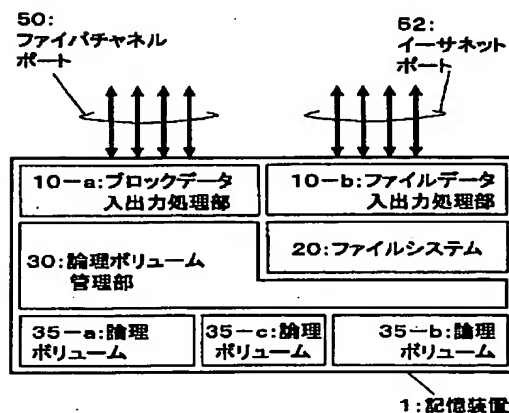 50:
ファイバチャネル
ポート
52:
イーサネット
ポート
10-a:ブロックデータ
入出力処理部
10-b:ファイルデータ
入出力処理部
30:論理ボリューム
管理部
20:ファイルシステム
35-a:論理
ボリューム
35-c:論理
ボリューム
35-b:論理
ボリューム
1:記憶装置